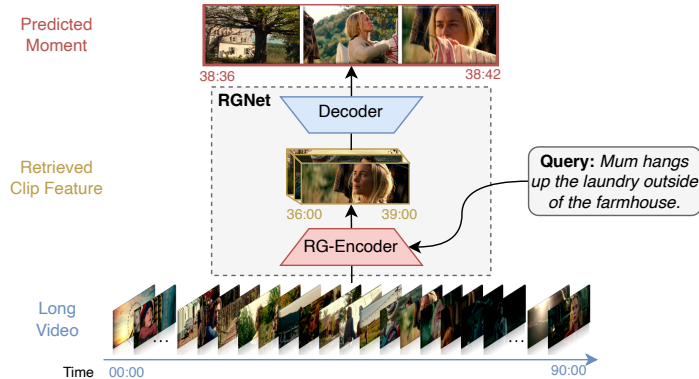 Predicted
Moment
38:36
38:42
RGNet
Decoder
Retrieved
Clip Feature
36:00
39:00
Query: Mum hangs
up the laundry outside
of the farmhouse.
RG-Encoder
Long
Video
...
...
Time
00:00
90:00